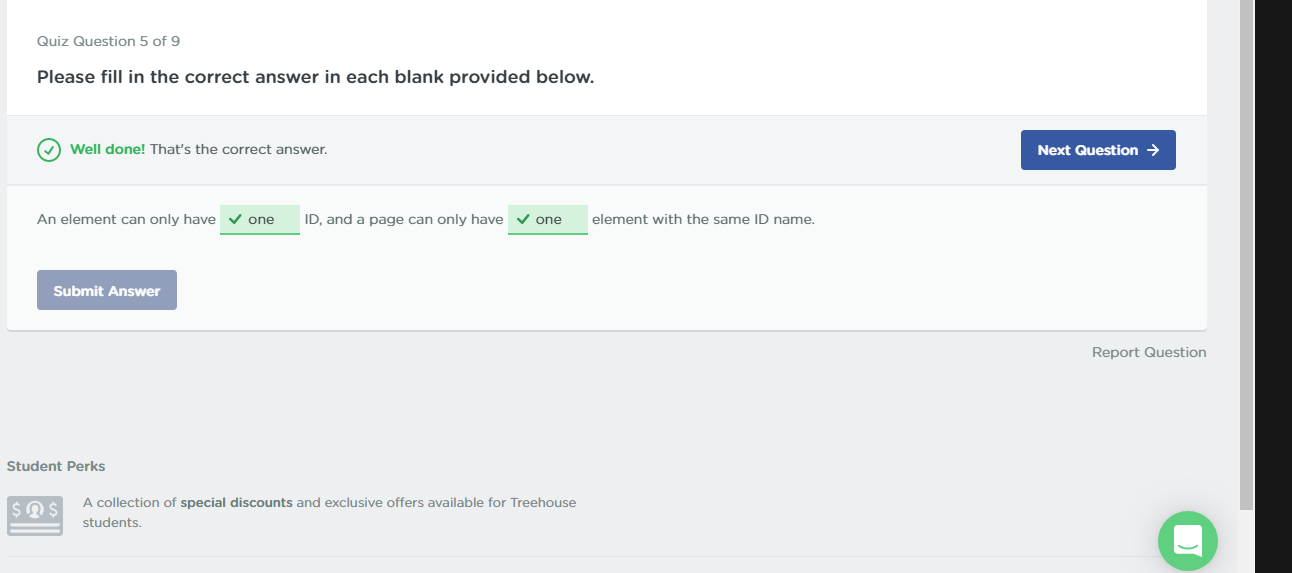 Quiz Question 5 of 9
Please fill in the correct answer in each blank provided below.
Well done! That's the correct answer.
Next Question →
An element can only have one ID, and a page can only have one element with the same ID name.
Submit Answer
Report Question
Student Perks
$ $
A collection of special discounts and exclusive offers available for Treehouse
students.